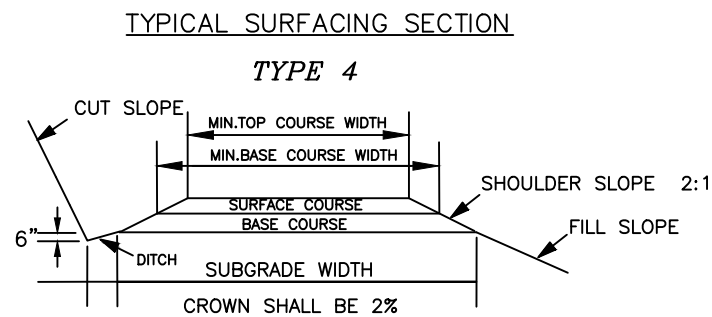 TYPICAL SURFACING SECTION
TYPE 4
CUT SLOPE
MIN.TOP COURSE WIDTH
MIN.BASE COURSE WIDTH
SHOULDER SLOPE 2:1
SURFACE COURSE
BASE COURSE
FILL SLOPE
6"
DITCH
SUBGRADE WIDTH
CROWN SHALL BE 2%